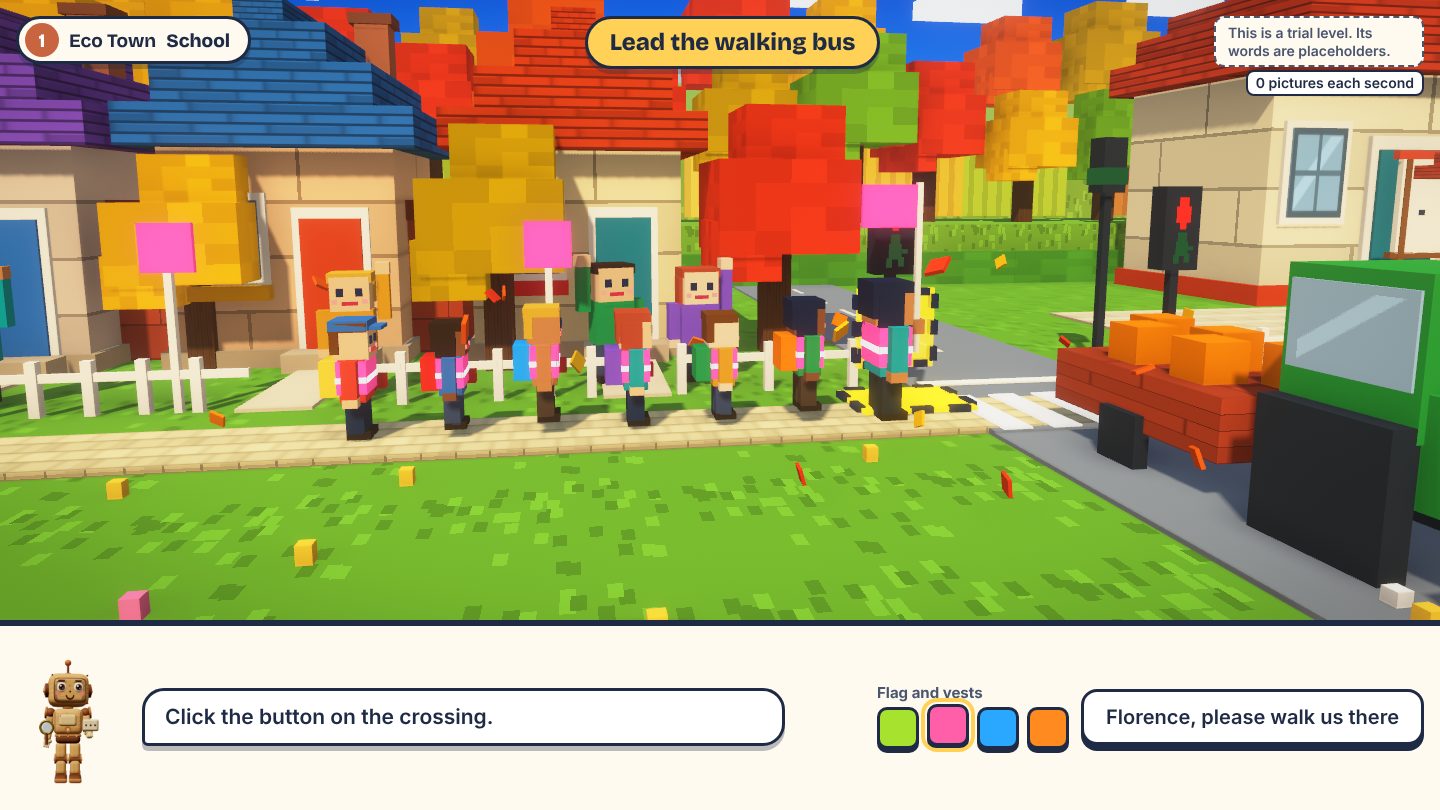 1 Eco Town School
Lead the walking bus
This is a trial level. Its
words are placeholders.
0 pictures each second
Click the button on the crossing.
Flag and vests
Florence, please walk us there